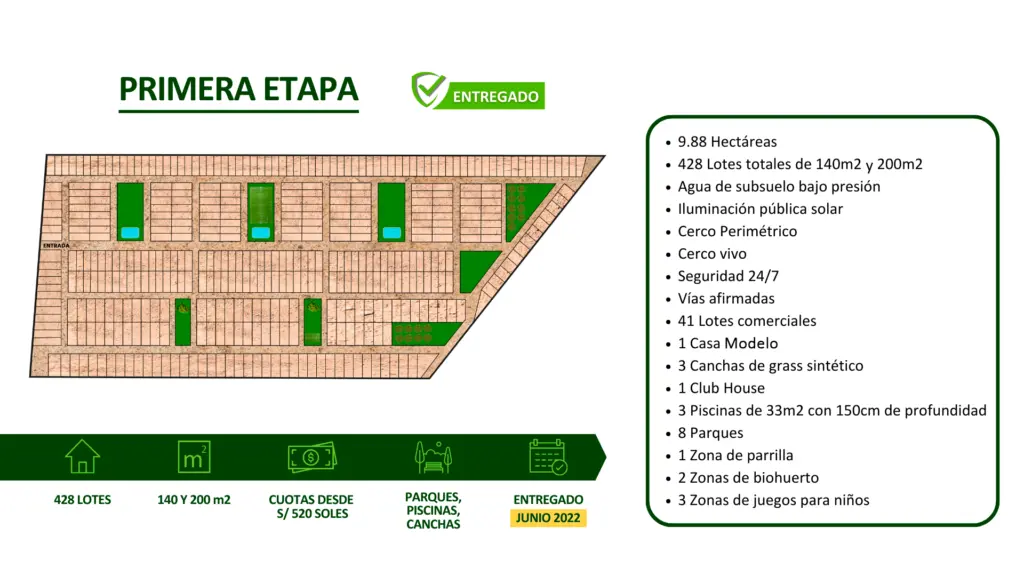 PRIMERA ETAPA
ENTREGADO
ENTRADA
• 9.88 Hectáreas
• 428 Lotes totales de 140m2 y 200m2
• Agua de subsuelo bajo presión
• Iluminación pública solar
• Cerco Perimétrico
• Cerco vivo
• Seguridad 24/7
• Vías afirmadas
• 41 Lotes comerciales
• 1 Casa Modelo
• 3 Canchas de grass sintético
• 1 Club House
• 3 Piscinas de 33m2 con 150cm de profundidad
• 8 Parques
• 1 Zona de parrilla
• 2 Zonas de biohuerto
• 3 Zonas de juegos para niños
m2
$
428 LOTES
140 Y 200 m2
CUOTAS DESDE
S/ 520 SOLES
PARQUES,
PISCINAS,
CANCHAS
ENTREGADO
JUNIO 2022